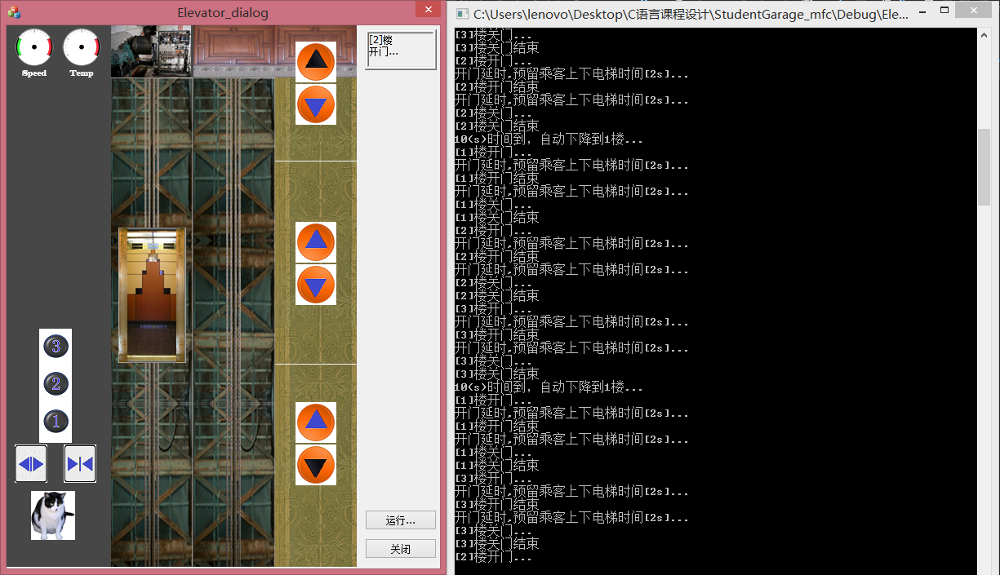 Elevator_dialog
Speed
Temp
[2]楼
开门...
3
2
1
运行...
关闭
C:\Users\lenovo\Desktop\C语言课程设计\StudentGarage_mfc\Debug\Ele...
[3]楼关门...
[3]楼关门结束
[2]楼开门...
开门延时,预留乘客上下电梯时间[2s]...
[2]楼开门结束
开门延时,预留乘客上下电梯时间[2s]...
[2]楼关门...
[2]楼关门结束
10(s)时间到，自动下降到1楼...
[1]楼开门...
开门延时,预留乘客上下电梯时间[2s]...
[1]楼开门结束
开门延时,预留乘客上下电梯时间[2s]...
[1]楼关门...
[1]楼关门结束
[2]楼开门...
开门延时,预留乘客上下电梯时间[2s]...
[2]楼开门结束
开门延时,预留乘客上下电梯时间[2s]...
[2]楼关门...
[2]楼关门结束
[3]楼开门...
开门延时,预留乘客上下电梯时间[2s]...
[3]楼开门结束
开门延时,预留乘客上下电梯时间[2s]...
[3]楼关门...
[3]楼关门结束
10(s)时间到，自动下降到1楼...
[1]楼开门...
开门延时,预留乘客上下电梯时间[2s]...
[1]楼开门结束
开门延时,预留乘客上下电梯时间[2s]...
[1]楼关门...
[1]楼关门结束
[3]楼开门...
开门延时,预留乘客上下电梯时间[2s]...
[3]楼开门结束
开门延时,预留乘客上下电梯时间[2s]...
[3]楼关门...
[3]楼关门结束
[2]楼开门...